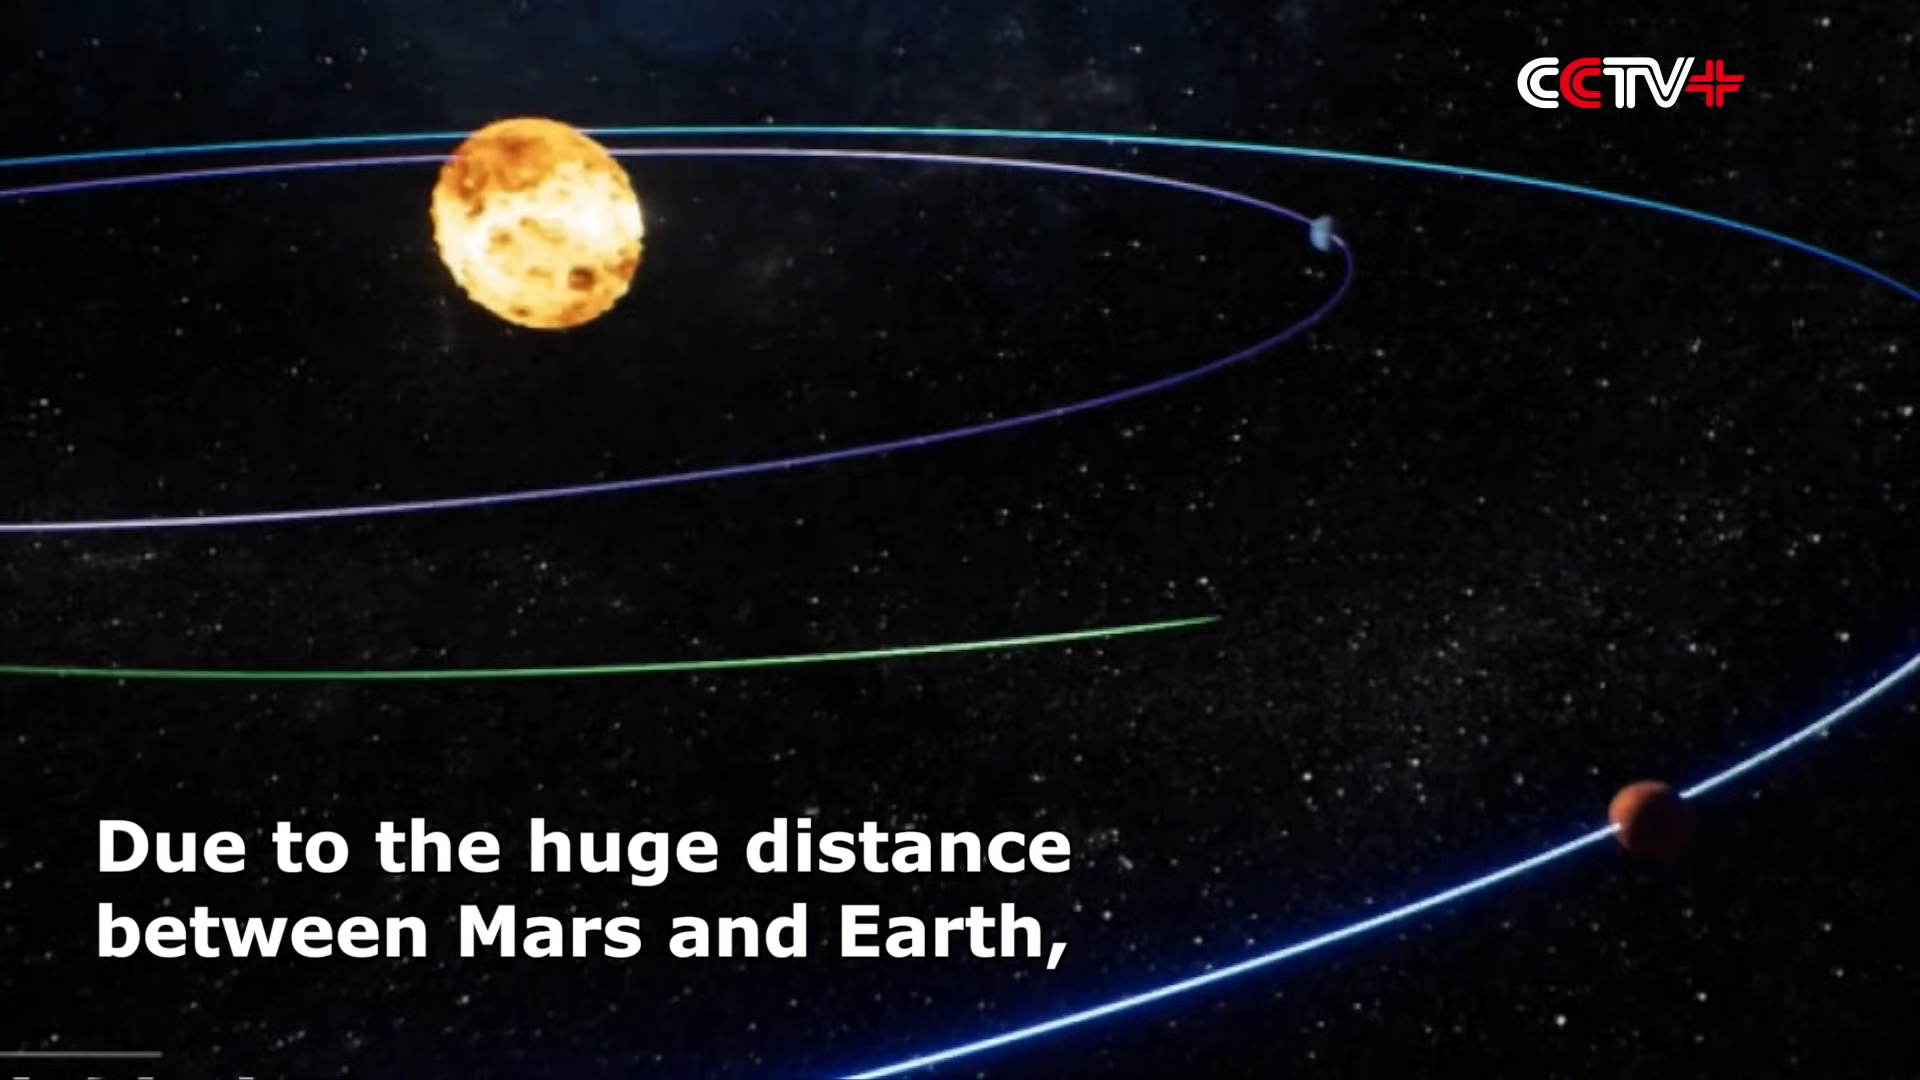 CCTV+
Due to the huge distance
between Mars and Earth,